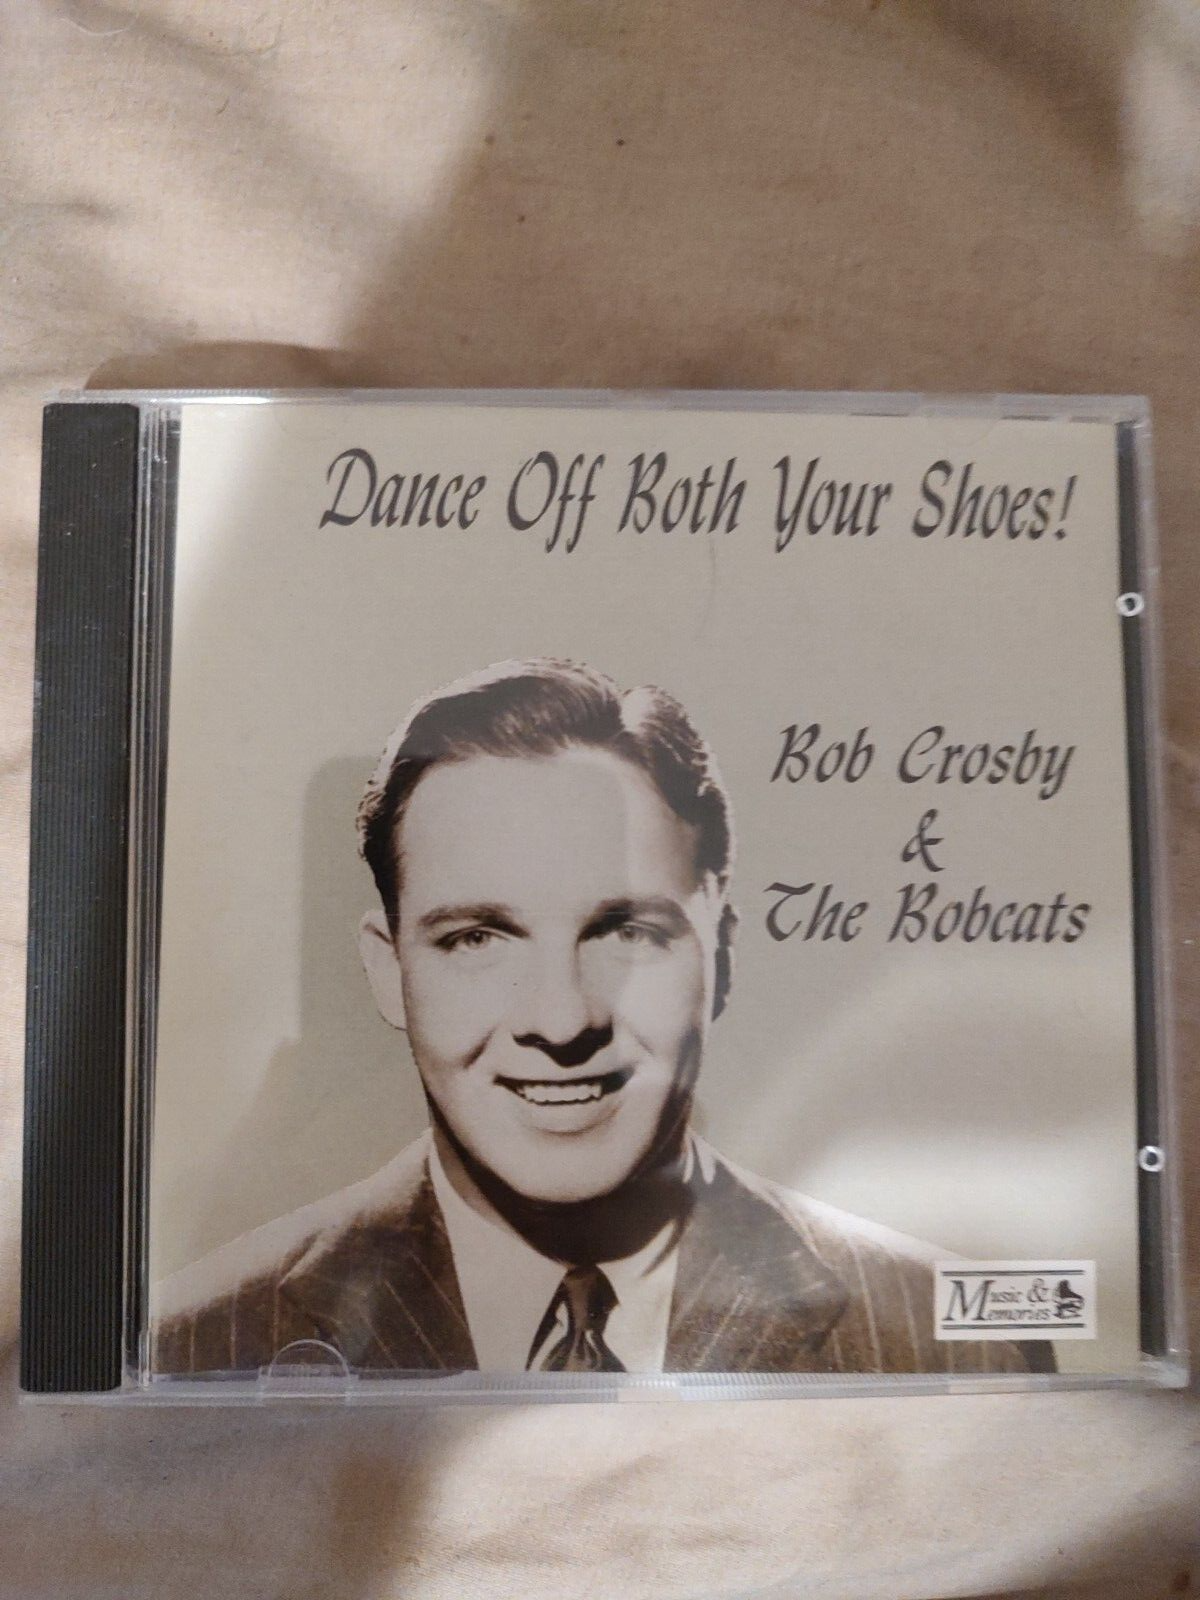 Dance Off Both Your Shoes!
Bob Crosby
&
The Bobcats
Music &
Memories